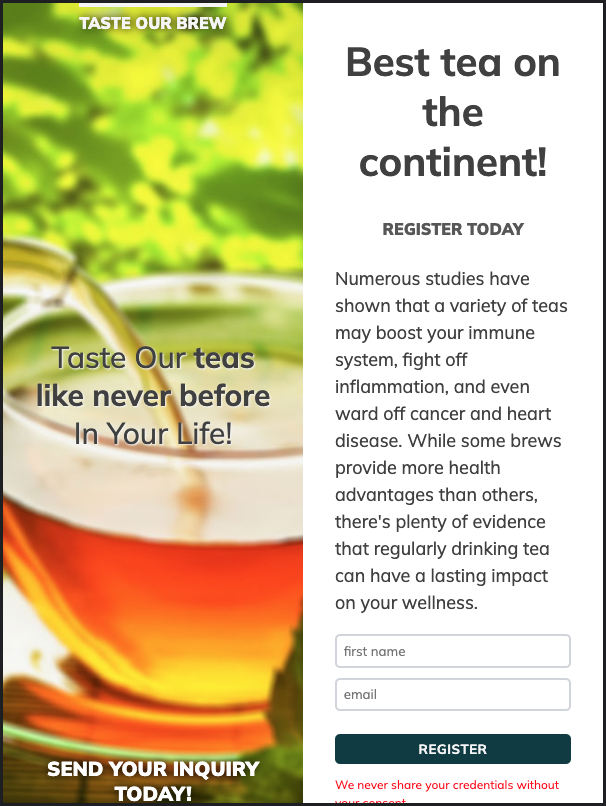 TASTE OUR BREW
Taste Our teas
like never before
In Your Life!
SEND YOUR INQUIRY
TODAY!
Best tea on
the
continent!
REGISTER TODAY
Numerous studies have
shown that a variety of teas
may boost your immune
system, fight off
inflammation, and even
ward off cancer and heart
disease. While some brews
provide more health
advantages than others,
there's plenty of evidence
that regularly drinking tea
can have a lasting impact
on your wellness.
first name
email
REGISTER
We never share your credentials without
your consent